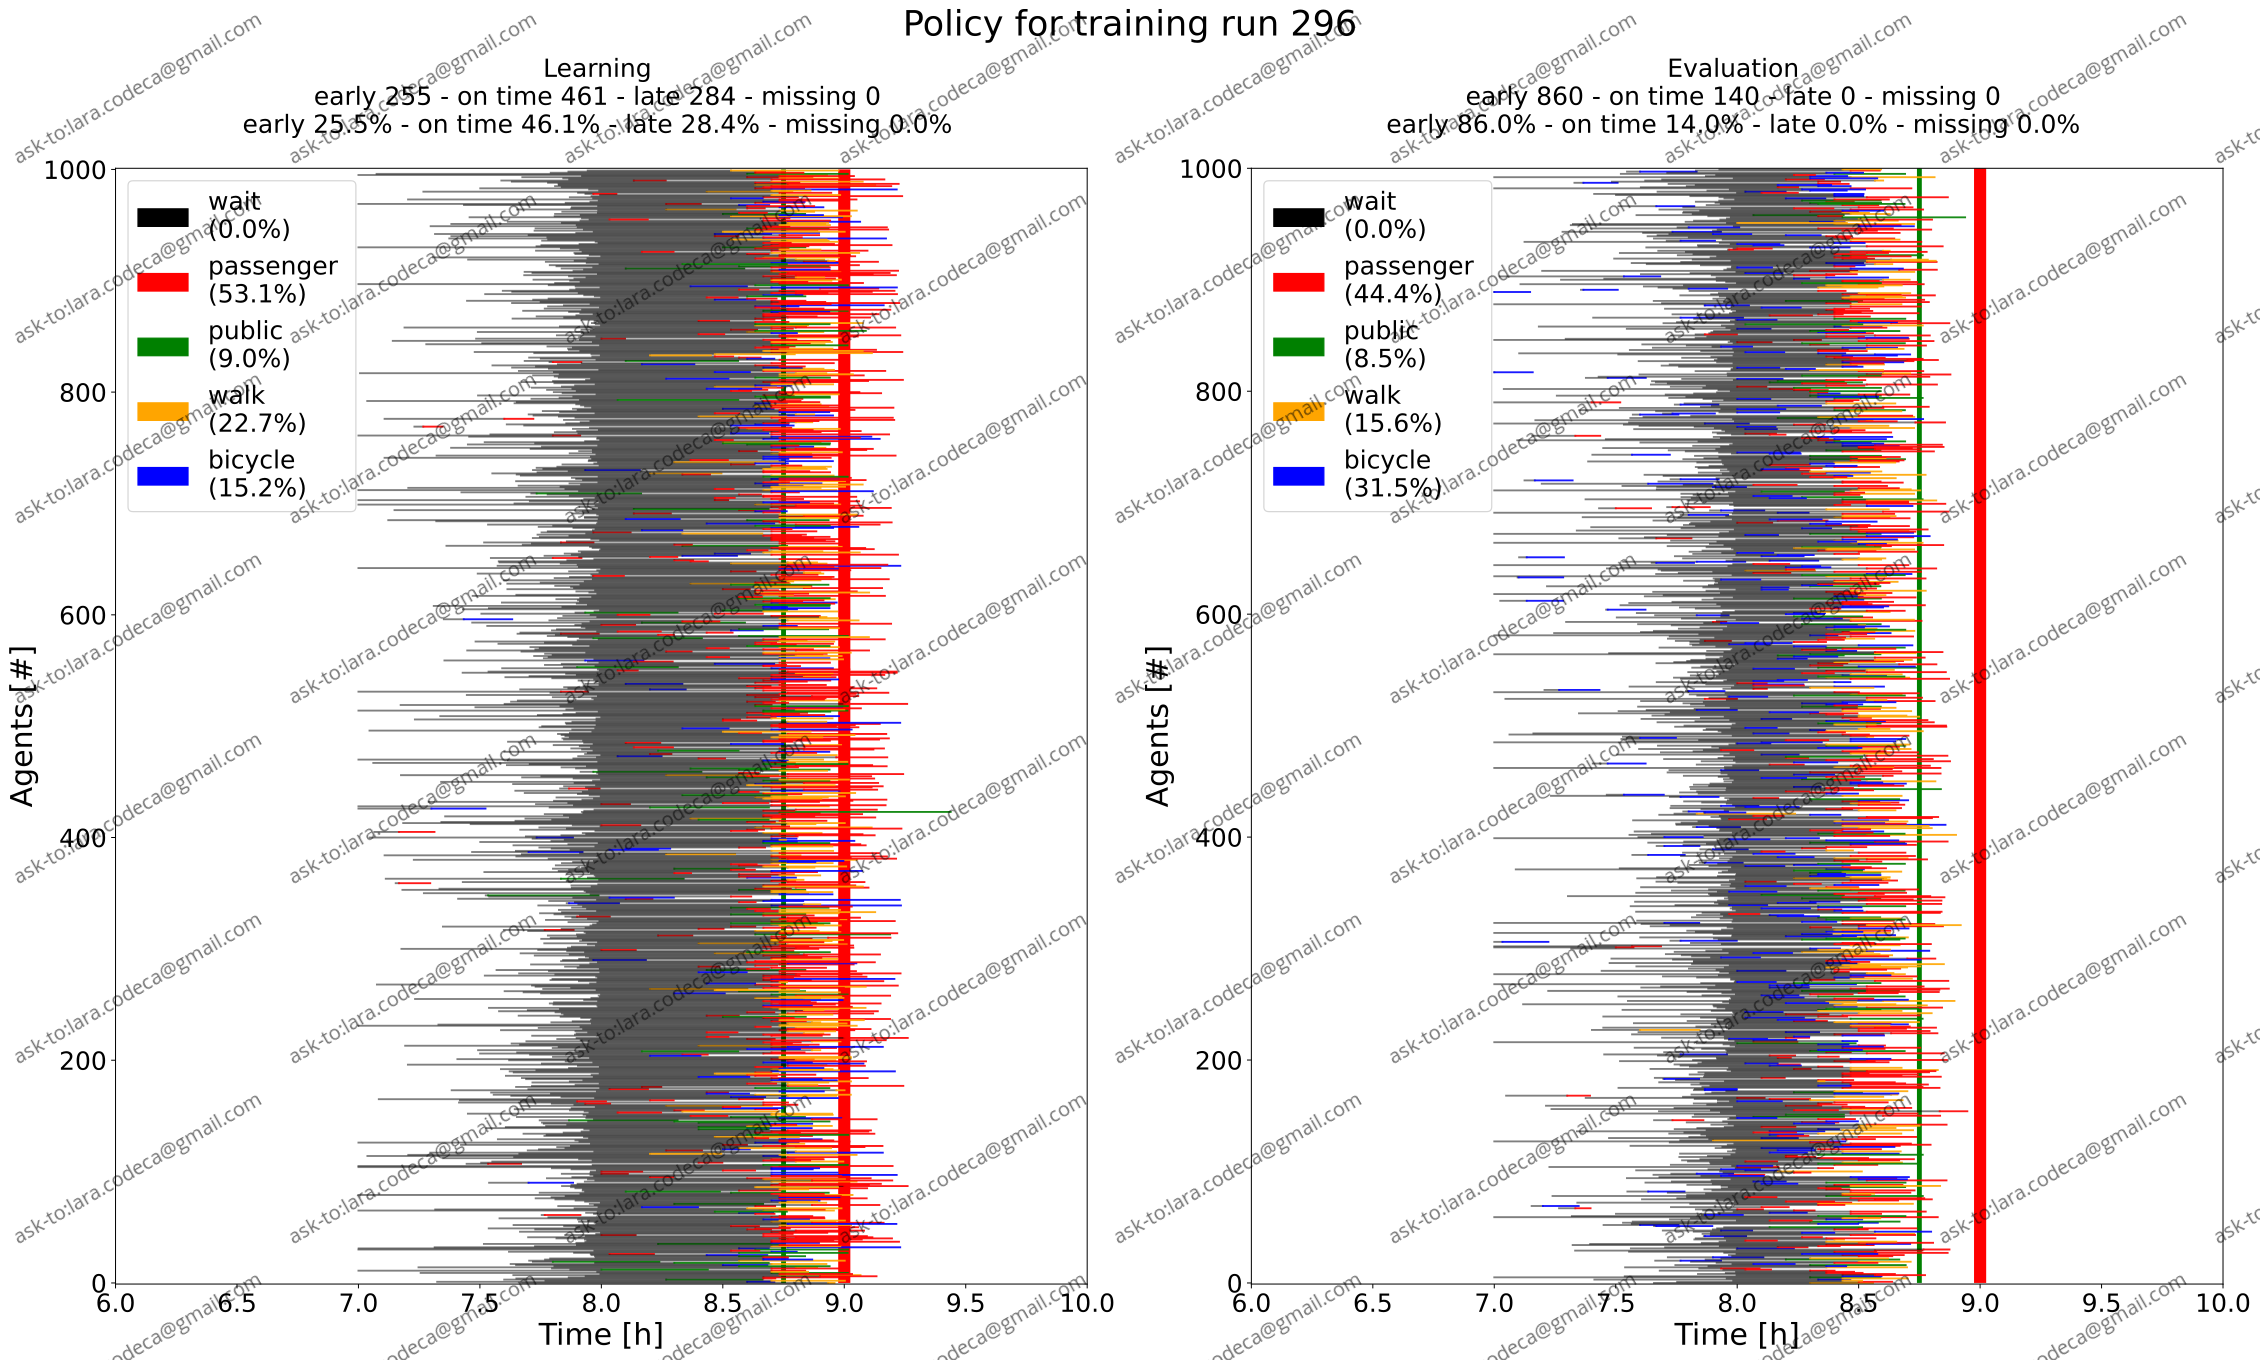 Policy for training run 296
Learning
early 255 - on time 461 - late 284 - missing 0
early 25.5% - on time 46.1% - late 28.4% - missing 0.0%
1000
800
600
400
200
0
Agents [#]
wait
(0.0%)
passenger
(53.1%)
public
(9.0%)
walk
(22.7%)
bicycle
(15.2%)
6.0 6.5 7.0 7.5 8.0 8.5 9.0 9.5 10.0
Time [h]
Evaluation
early 860 - on time 140 - late 0 - missing 0
early 86.0% - on time 14.0% - late 0.0% - missing 0.0%
1000
800
600
400
200
0
Agents [#]
wait
(0.0%)
passenger
(44.4%)
public
(8.5%)
walk
(15.6%)
bicycle
(31.5%)
6.0 6.5 7.0 7.5 8.0 8.5 9.0 9.5 10.0
Time [h]
ask-to:lara.codeca@gmail.com